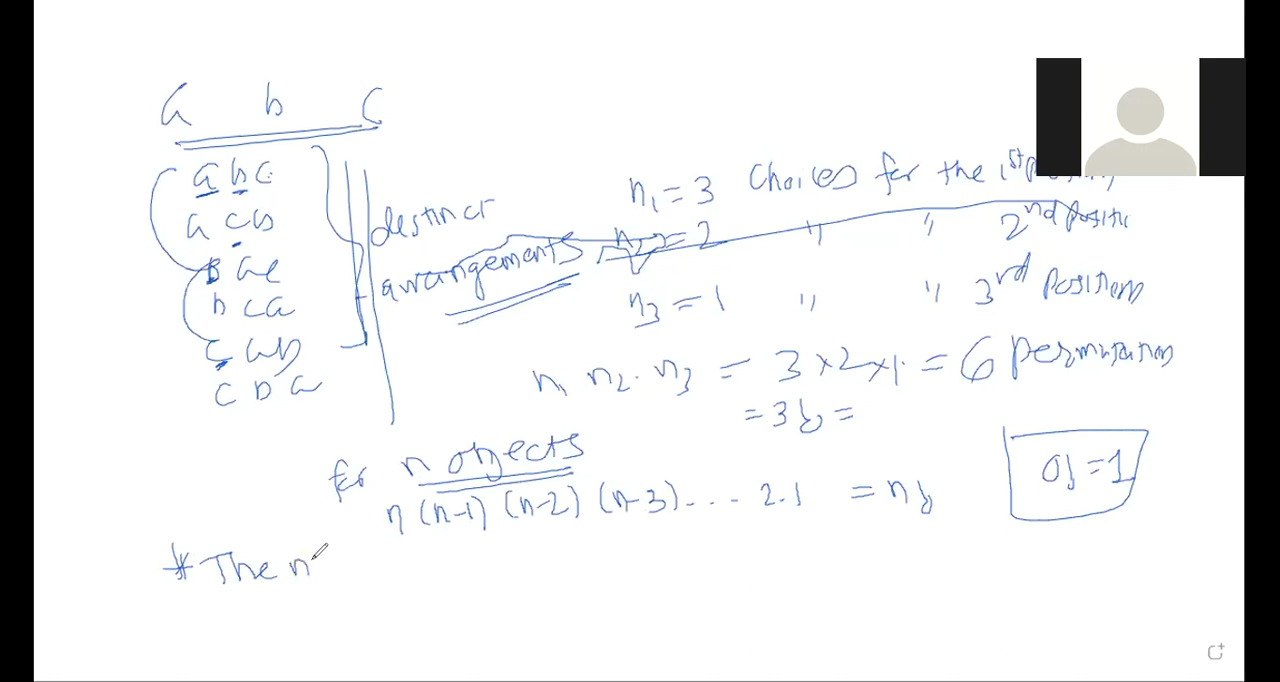 a b c
abc
acb
bac
bca
cab
cba
destinct
arrangements
n₁ = 3 Choices for the 1st
n₂ = 2 " " 2nd positi
n₃ = 1 " " 3rd position
n₁ n₂ · n₃ = 3 × 2 × 1 = 6 permutation
= 3! =
for n objects
n (n-1) (n-2) (n-3) . . . . 2 · 1 = n!
0! = 1
* The n